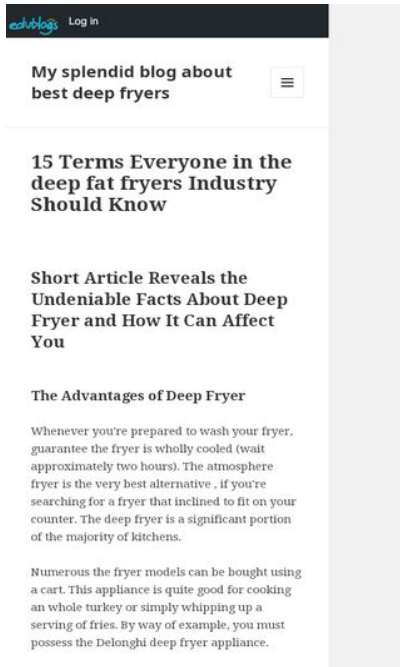 edublogs Log in
My splendid blog about
best deep fryers
15 Terms Everyone in the
deep fat fryers Industry
Should Know
Short Article Reveals the
Undeniable Facts About Deep
Fryer and How It Can Affect
You
The Advantages of Deep Fryer
Whenever you're prepared to wash your fryer,
guarantee the fryer is wholly cooled (wait
approximately two hours). The atmosphere
fryer is the very best alternative , if you're
searching for a fryer that inclined to fit on your
counter. The deep fryer is a significant portion
of the majority of kitchens.
Numerous the fryer models can be bought using
a cart. This appliance is quite good for cooking
an whole turkey or simply whipping up a
serving of fries. By way of example, you must
possess the Delonghi deep fryer appliance.